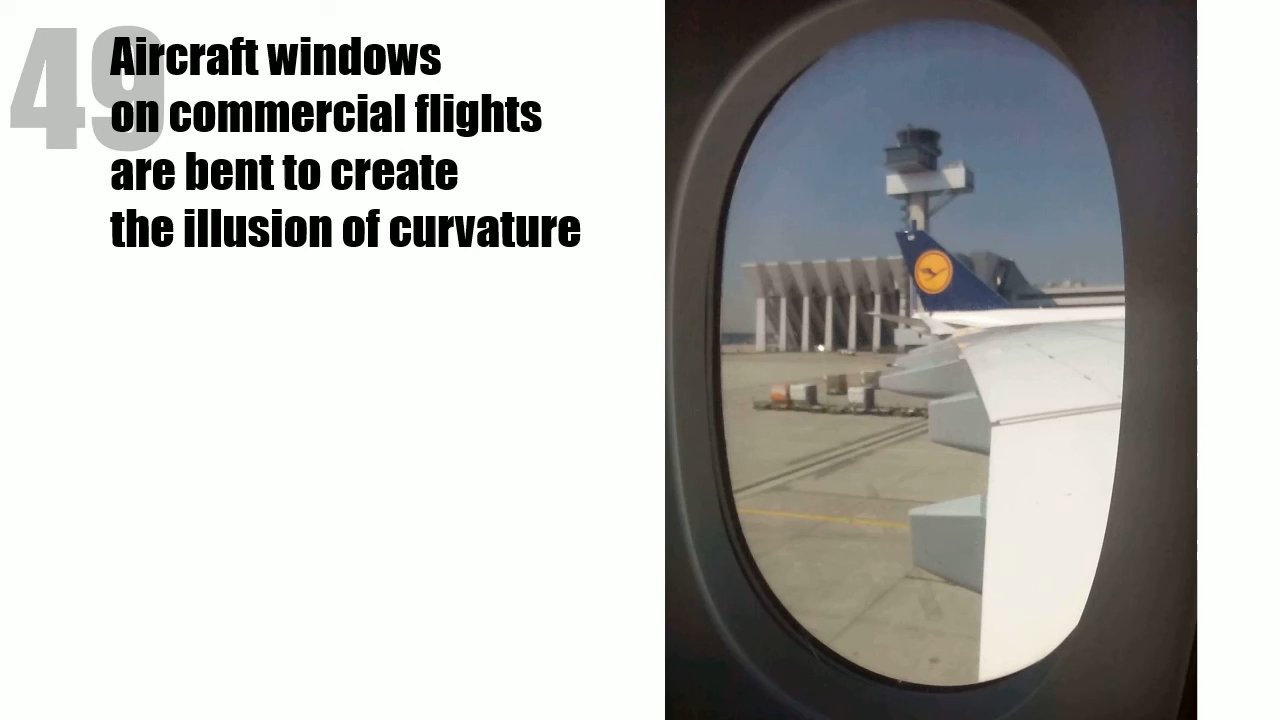 49
Aircraft windows
on commercial flights
are bent to create
the illusion of curvature